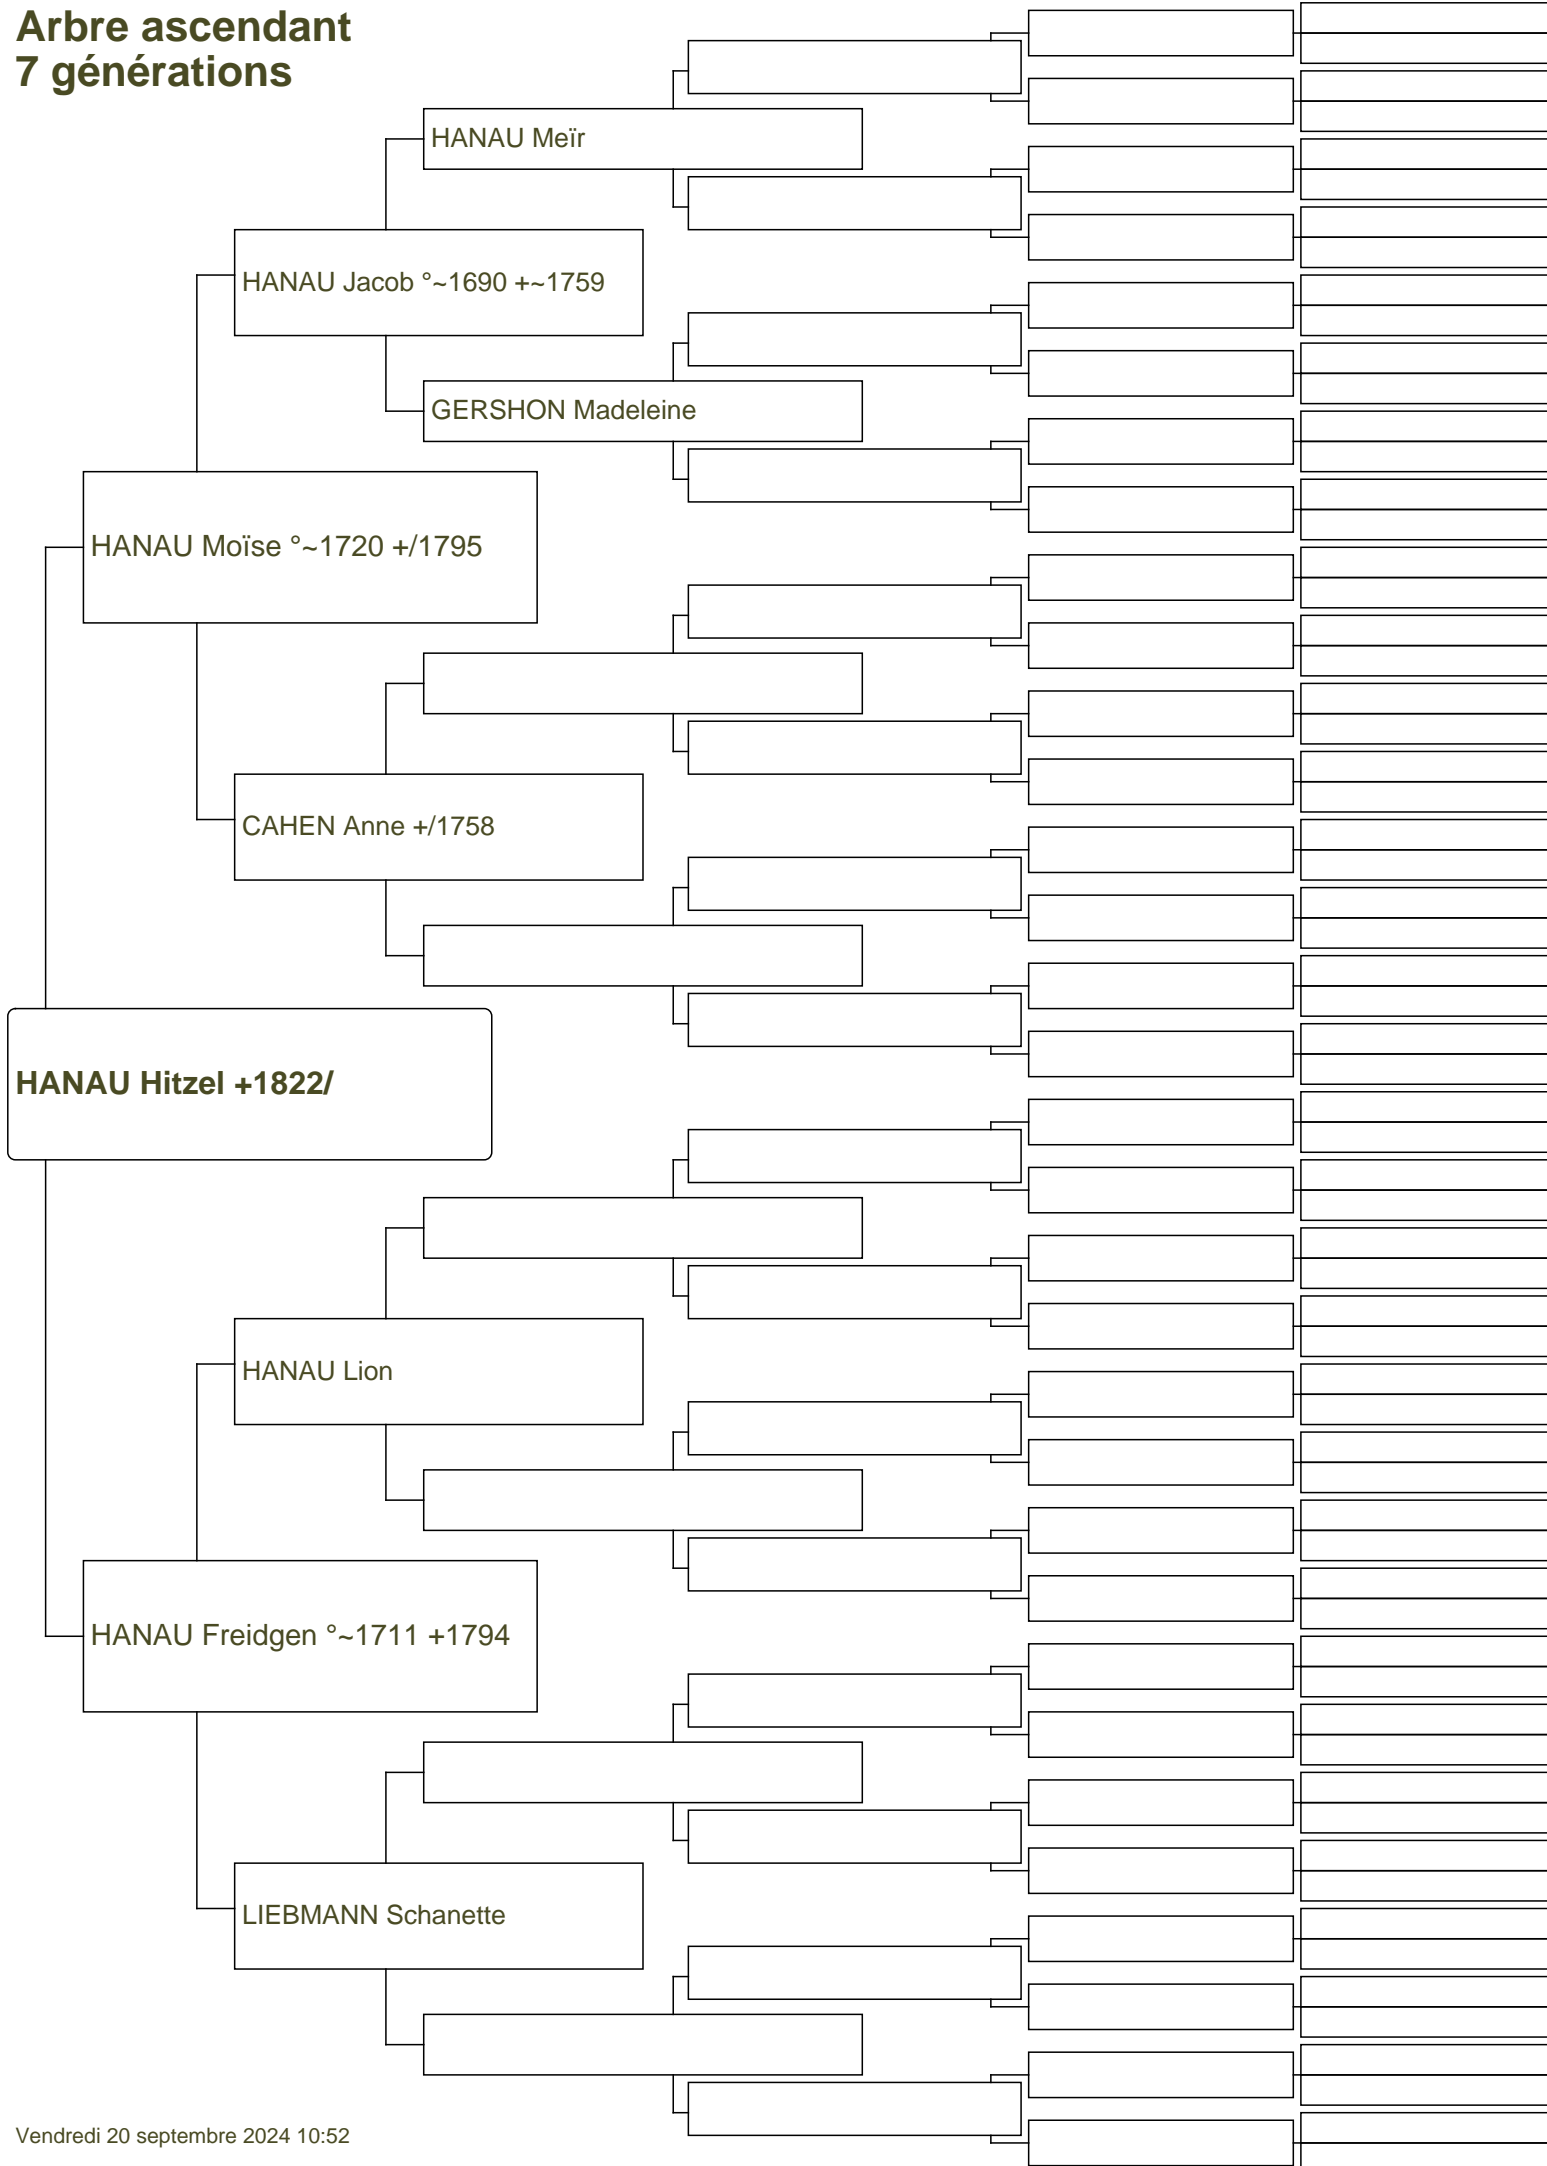 Arbre ascendant
7 générations
HANAU Meïr
HANAU Jacob °~1690 +~1759
GERSHON Madeleine
HANAU Moïse °~1720 +/1795
CAHEN Anne +/1758
HANAU Hitzel +1822/
HANAU Lion
HANAU Freidgen °~1711 +1794
LIEBMANN Schanette
Vendredi 20 septembre 2024 10:52